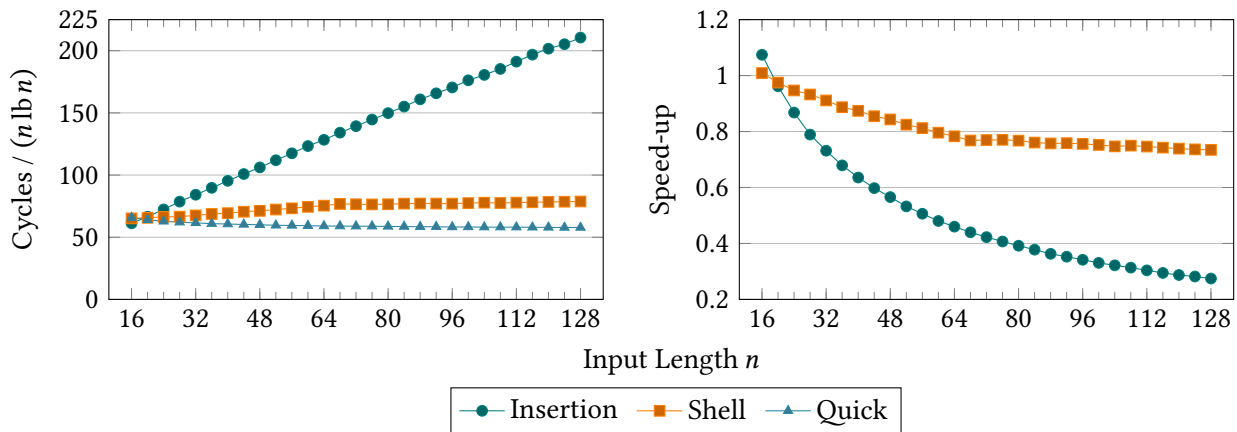 225
200
150
100
50
0
Cycles / (n lb n)
16 32 48 64 80 96 112 128
1.2
1
0.8
0.6
0.4
0.2
Speed-up
16 32 48 64 80 96 112 128
Input Length n
Insertion Shell Quick